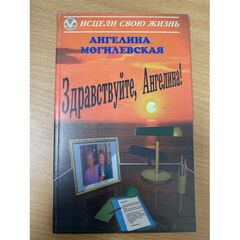 ИСЦЕЛИ СВОЮ ЖИЗНЬ
АНГЕЛИНА
МОГИЛЕВСКАЯ
Здравствуйте, Ангелина!